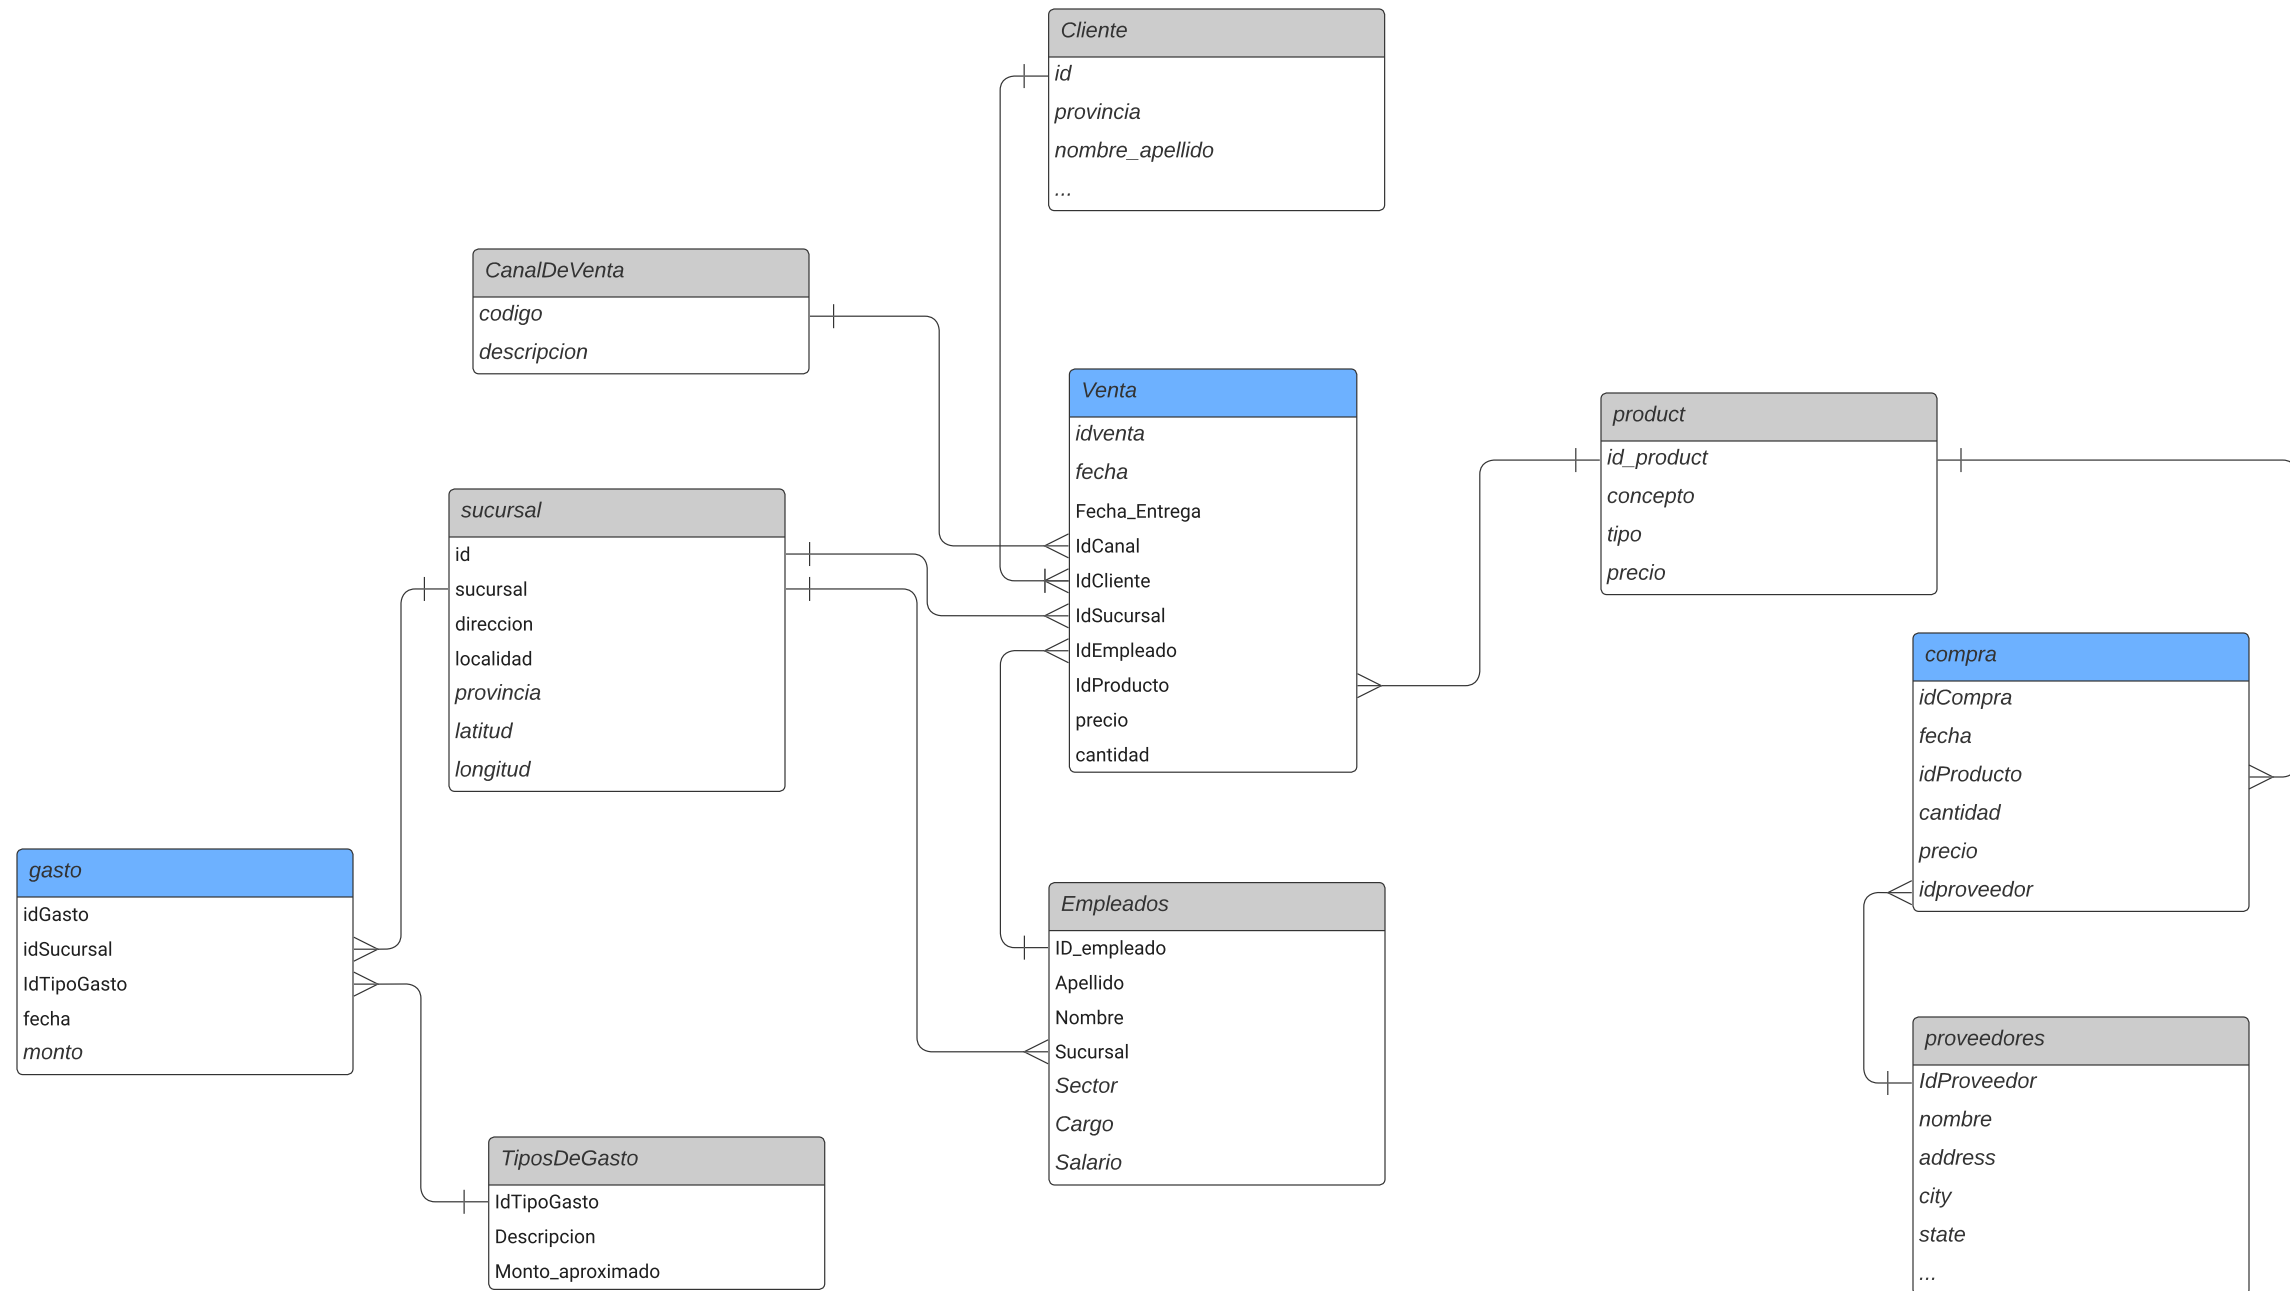 Cliente
id
provincia
nombre_apellido
...
CanalDeVenta
codigo
descripcion
Venta
idventa
fecha
Fecha_Entrega
IdCanal
IdCliente
IdSucursal
IdEmpleado
IdProducto
precio
cantidad
product
id_product
concepto
tipo
precio
sucursal
id
sucursal
direccion
localidad
provincia
latitud
longitud
compra
idCompra
fecha
idProducto
cantidad
precio
idproveedor
gasto
idGasto
idSucursal
IdTipoGasto
fecha
monto
Empleados
ID_empleado
Apellido
Nombre
Sucursal
Sector
Cargo
Salario
proveedores
IdProveedor
nombre
address
city
state
...
TiposDeGasto
IdTipoGasto
Descripcion
Monto_aproximado